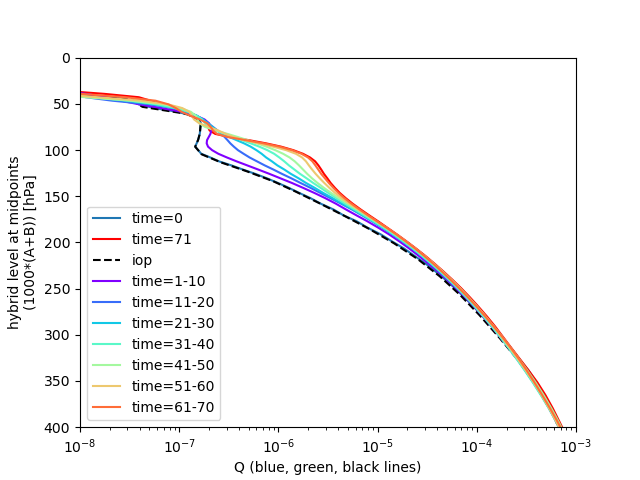 0
50
100
150
200
250
300
350
400
hybrid level at midpoints
(1000*(A+B)) [hPa]
time=0
time=71
iop
time=1-10
time=11-20
time=21-30
time=31-40
time=41-50
time=51-60
time=61-70
10⁻⁸ 10⁻⁷ 10⁻⁶ 10⁻⁵ 10⁻⁴ 10⁻³
Q (blue, green, black lines)